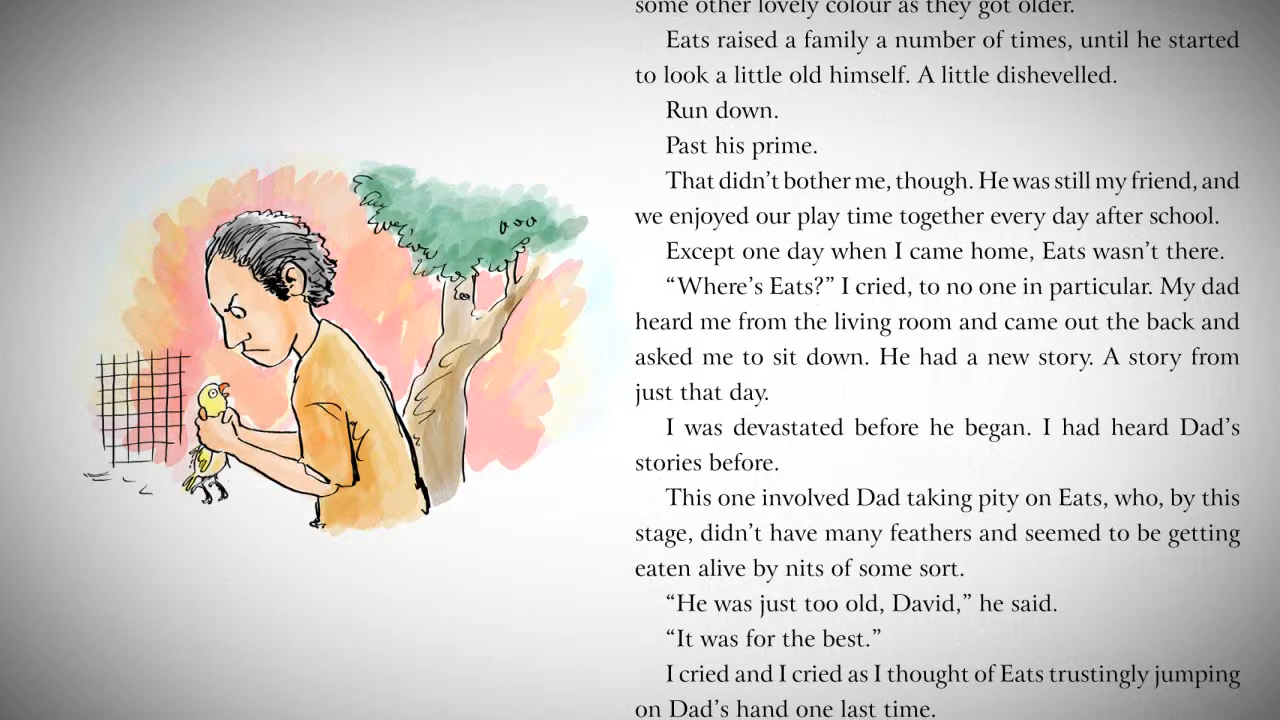 some other lovely colour as they got older.
Eats raised a family a number of times, until he started
to look a little old himself. A little dishevelled.
Run down.
Past his prime.
That didn’t bother me, though. He was still my friend, and
we enjoyed our play time together every day after school.
Except one day when I came home, Eats wasn’t there.
“Where’s Eats?” I cried, to no one in particular. My dad
heard me from the living room and came out the back and
asked me to sit down. He had a new story. A story from
just that day.
I was devastated before he began. I had heard Dad’s
stories before.
This one involved Dad taking pity on Eats, who, by this
stage, didn’t have many feathers and seemed to be getting
eaten alive by nits of some sort.
“He was just too old, David,” he said.
“It was for the best.”
I cried and I cried as I thought of Eats trustingly jumping
on Dad’s hand one last time.